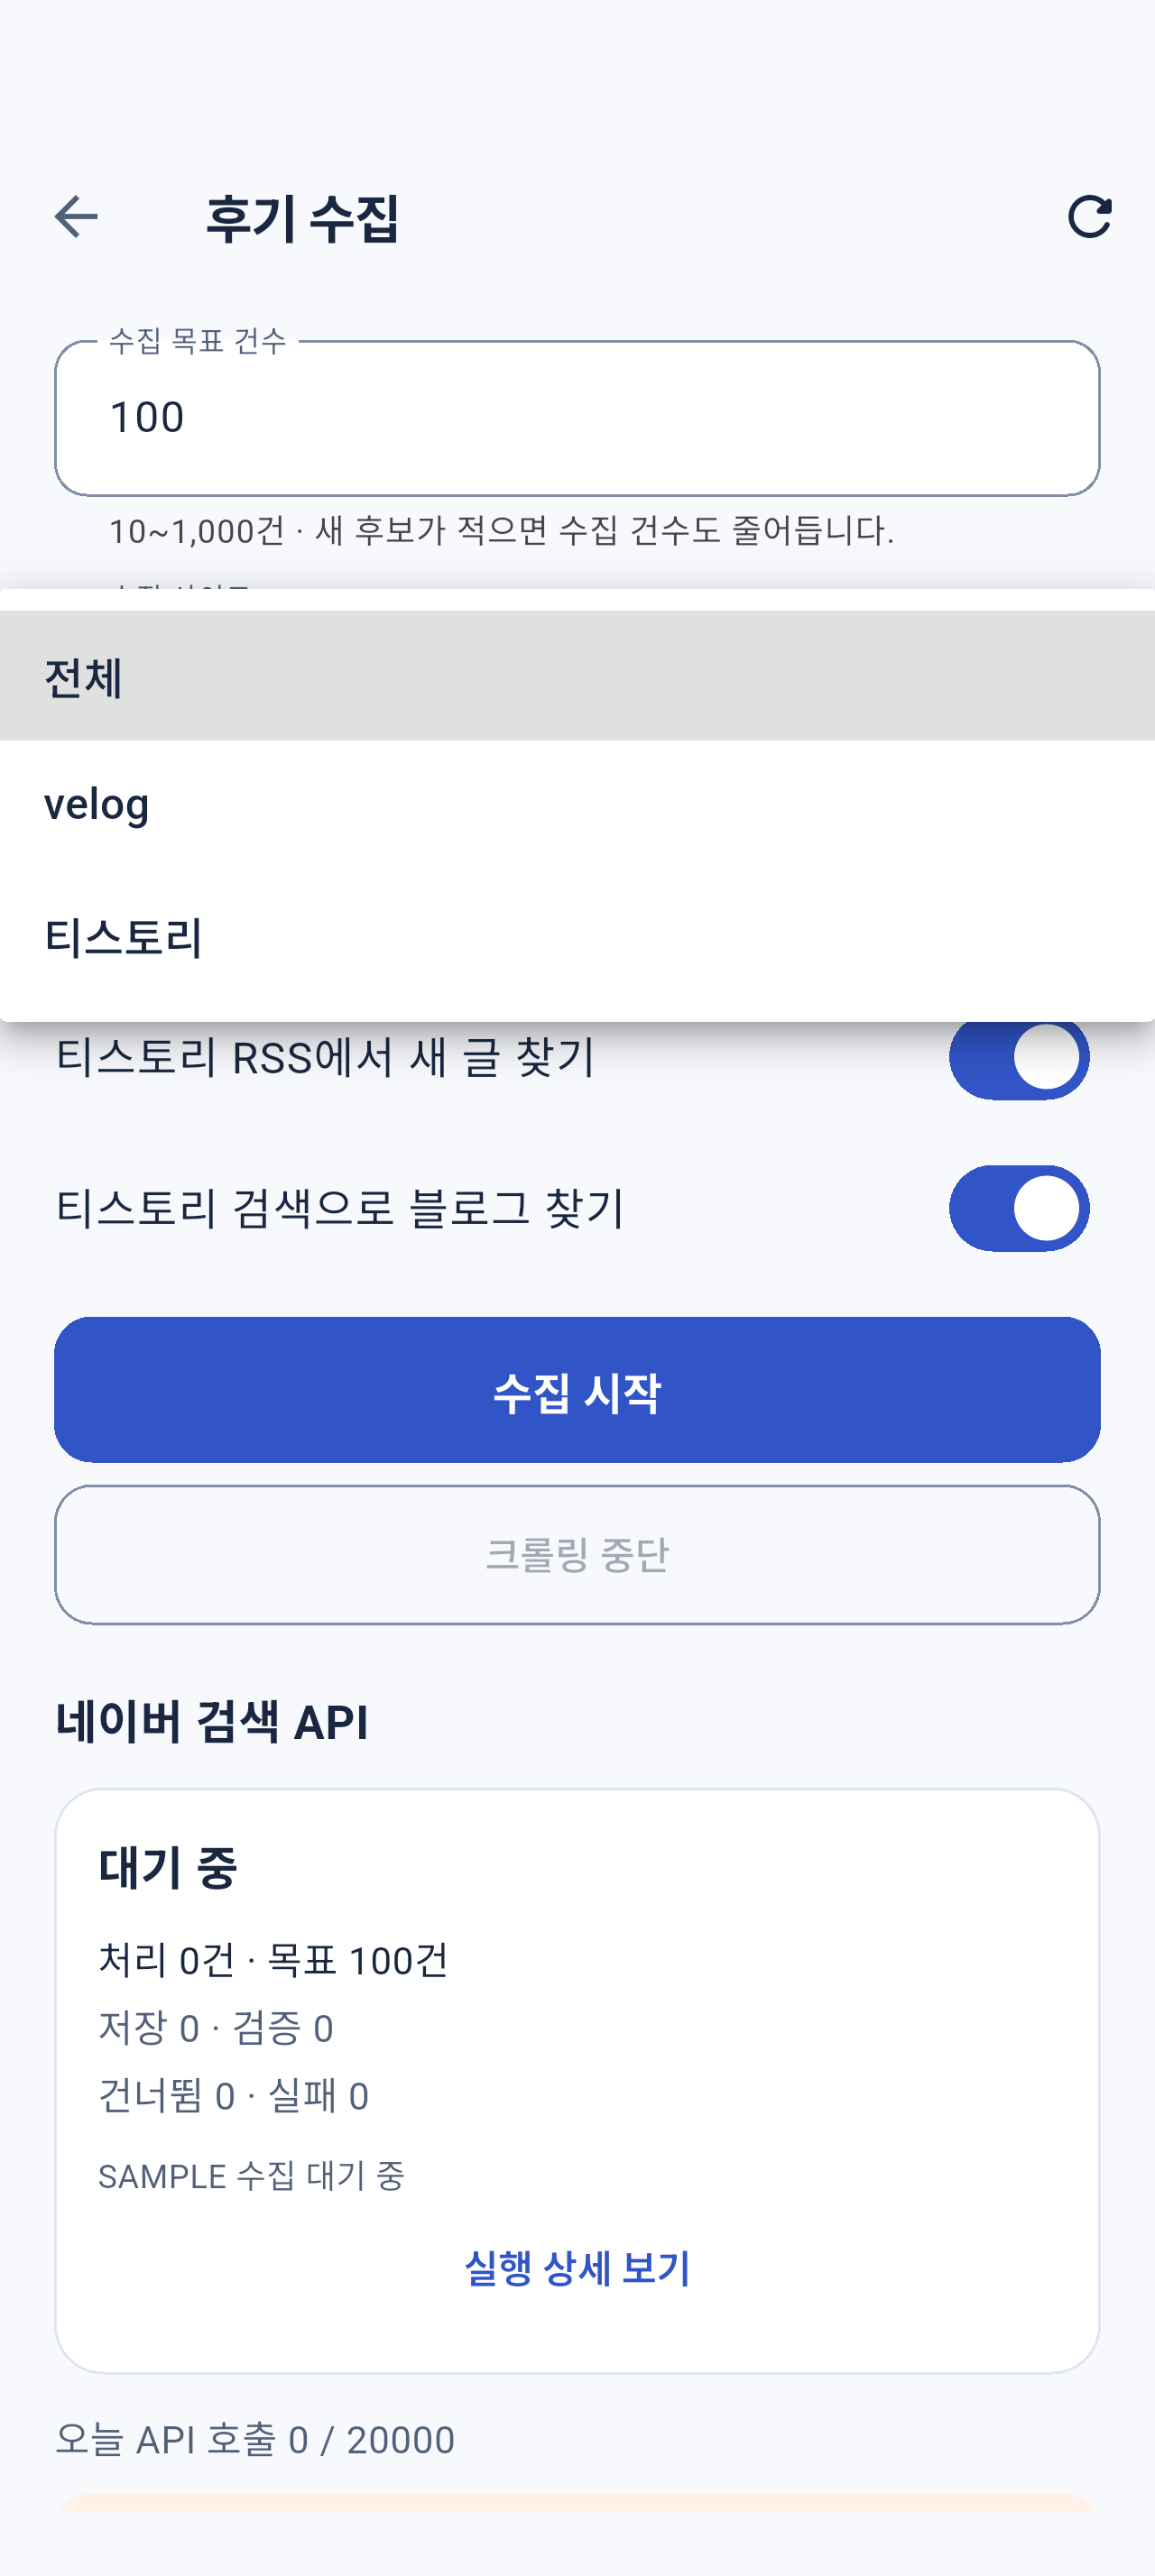 후기 수집
수집 목표 건수
100
10~1,000건 · 새 후보가 적으면 수집 건수도 줄어듭니다.
전체
velog
티스토리
티스토리 RSS에서 새 글 찾기
티스토리 검색으로 블로그 찾기
수집 시작
크롤링 중단
네이버 검색 API
대기 중
처리 0건 · 목표 100건
저장 0 · 검증 0
건너뜀 0 · 실패 0
SAMPLE 수집 대기 중
실행 상세 보기
오늘 API 호출 0 / 20000